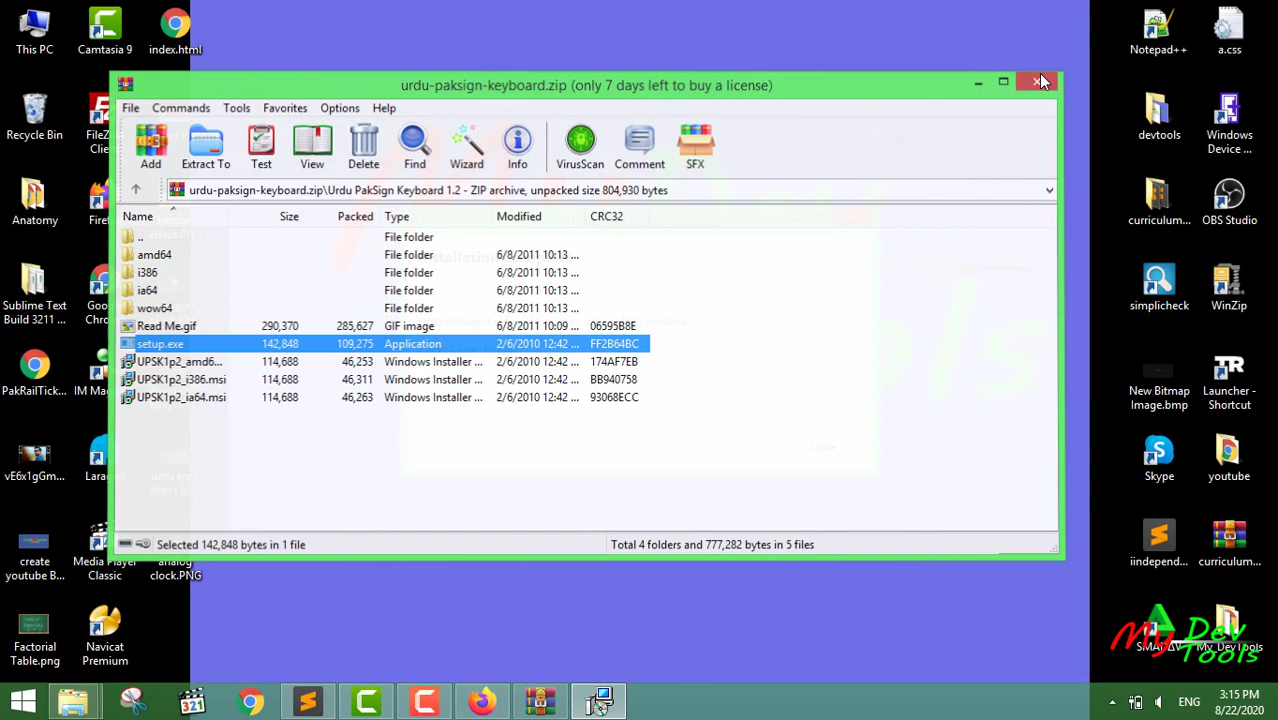 This PC
Camtasia 9
index.html
Notepad++
a.css
urdu-paksign-keyboard.zip (only 7 days left to buy a license)
File Commands Tools Favorites Options Help
Recycle Bin
FileZ...
Client
devtools
Windows
Device ...
Add Extract To Test View Delete Find Wizard Info VirusScan Comment SFX
urdu-paksign-keyboard.zip\Urdu PakSign Keyboard 1.2 - ZIP archive, unpacked size 804,930 bytes
Anatomy
Firef
curriculum...
OBS Studio
Name Size Packed Type Modified CRC32
.. File folder
amd64 File folder 6/8/2011 10:13 ...
i386 File folder 6/8/2011 10:13 ...
ia64 File folder 6/8/2011 10:13 ...
wow64 File folder 6/8/2011 10:13 ...
Read Me.gif 290,370 285,627 GIF image 6/8/2011 10:09 ... 06595B8E
setup.exe 142,848 109,275 Application 2/6/2010 12:42 ... FF2B64BC
UPSK1p2_amd6... 114,688 46,253 Windows Installer ... 2/6/2010 12:42 ... 174AF7EB
UPSK1p2_i386.msi 114,688 46,311 Windows Installer ... 2/6/2010 12:42 ... BB940758
UPSK1p2_ia64.msi 114,688 46,263 Windows Installer ... 2/6/2010 12:42 ... 93068ECC
Sublime Text
Build 3211 ...
Goo
Chr
simplicheck
WinZip
PakRailTick...
IM Ma
New Bitmap
Image.bmp
Launcher -
Shortcut
Close
vE6x1gGm...
Lara
Skype
youtube
Selected 142,848 bytes in 1 file
Total 4 folders and 777,282 bytes in 5 files
create
youtube B...
Media Player
Classic
analog
clock.PNG
iindepend...
curriculum...
Factorial
Table.png
Navicat
Premium
My_DevTools
My Dev
Tools
321
ENG
3:15 PM
8/22/2020